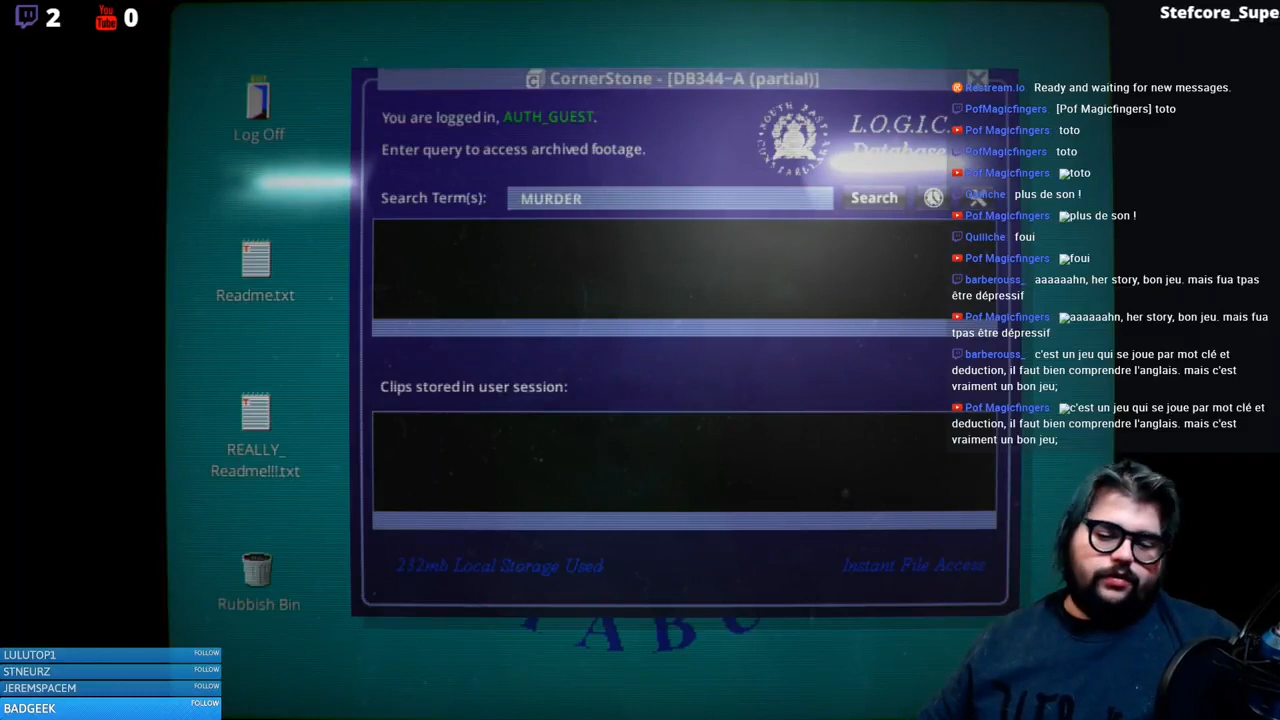 2
0
Stefcore_Supe
CornerStone - [DB344-A (partial)]
You are logged in, AUTH_GUEST.
Enter query to access archived footage.
L.O.G.I.C.
Database
Search Term(s):
MURDER
Search
Clips stored in user session:
232mb Local Storage Used
Instant File Access
Log Off
Readme.txt
REALLY_
Readme!!!.txt
Rubbish Bin
Restream.io Ready and waiting for new messages.
PofMagicfingers [Pof Magicfingers] toto
Pof Magicfingers toto
PofMagicfingers toto
Pof Magicfingers toto
Quiliche plus de son !
Pof Magicfingers plus de son !
Quiliche foui
Pof Magicfingers foui
barberouss_ aaaaaahn, her story, bon jeu. mais fua tpas
être dépressif
Pof Magicfingers aaaaaahn, her story, bon jeu. mais fua
tpas être dépressif
barberouss_ c'est un jeu qui se joue par mot clé et
deduction, il faut bien comprendre l'anglais. mais c'est
vraiment un bon jeu;
Pof Magicfingers c'est un jeu qui se joue par mot clé et
deduction, il faut bien comprendre l'anglais. mais c'est
vraiment un bon jeu;
LULUTOP1 FOLLOW
STNEURZ FOLLOW
JEREMSPACEM FOLLOW
BADGEEK FOLLOW